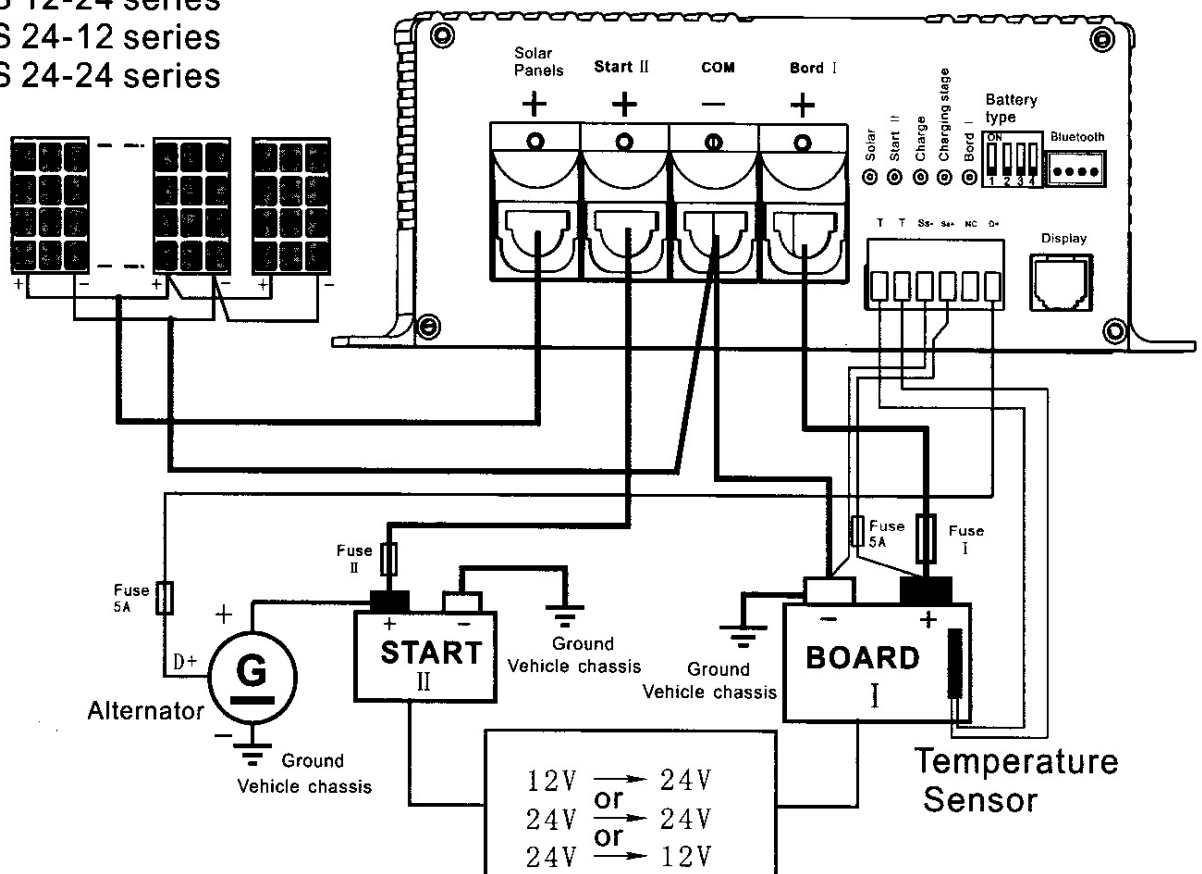 S 12-24 series
S 24-12 series
S 24-24 series
Solar
Panels
Start II
COM
Bord I
+
+
—
+
Solar
Start II
Charge
Charging stage
Bord I
Battery
type
ON
1 2 3 4
Bluetooth
T T Ss- Ss+ NC D+
Display
+ - + - + -
Fuse
II
Fuse
5A
Fuse
I
Fuse
5A
+
D+
G
Alternator
-
Ground
Vehicle chassis
+ -
START
II
Ground
Vehicle chassis
Ground
Vehicle chassis
- +
BOARD
I
Temperature
Sensor
12V → 24V
or
24V → 24V
or
24V → 12V